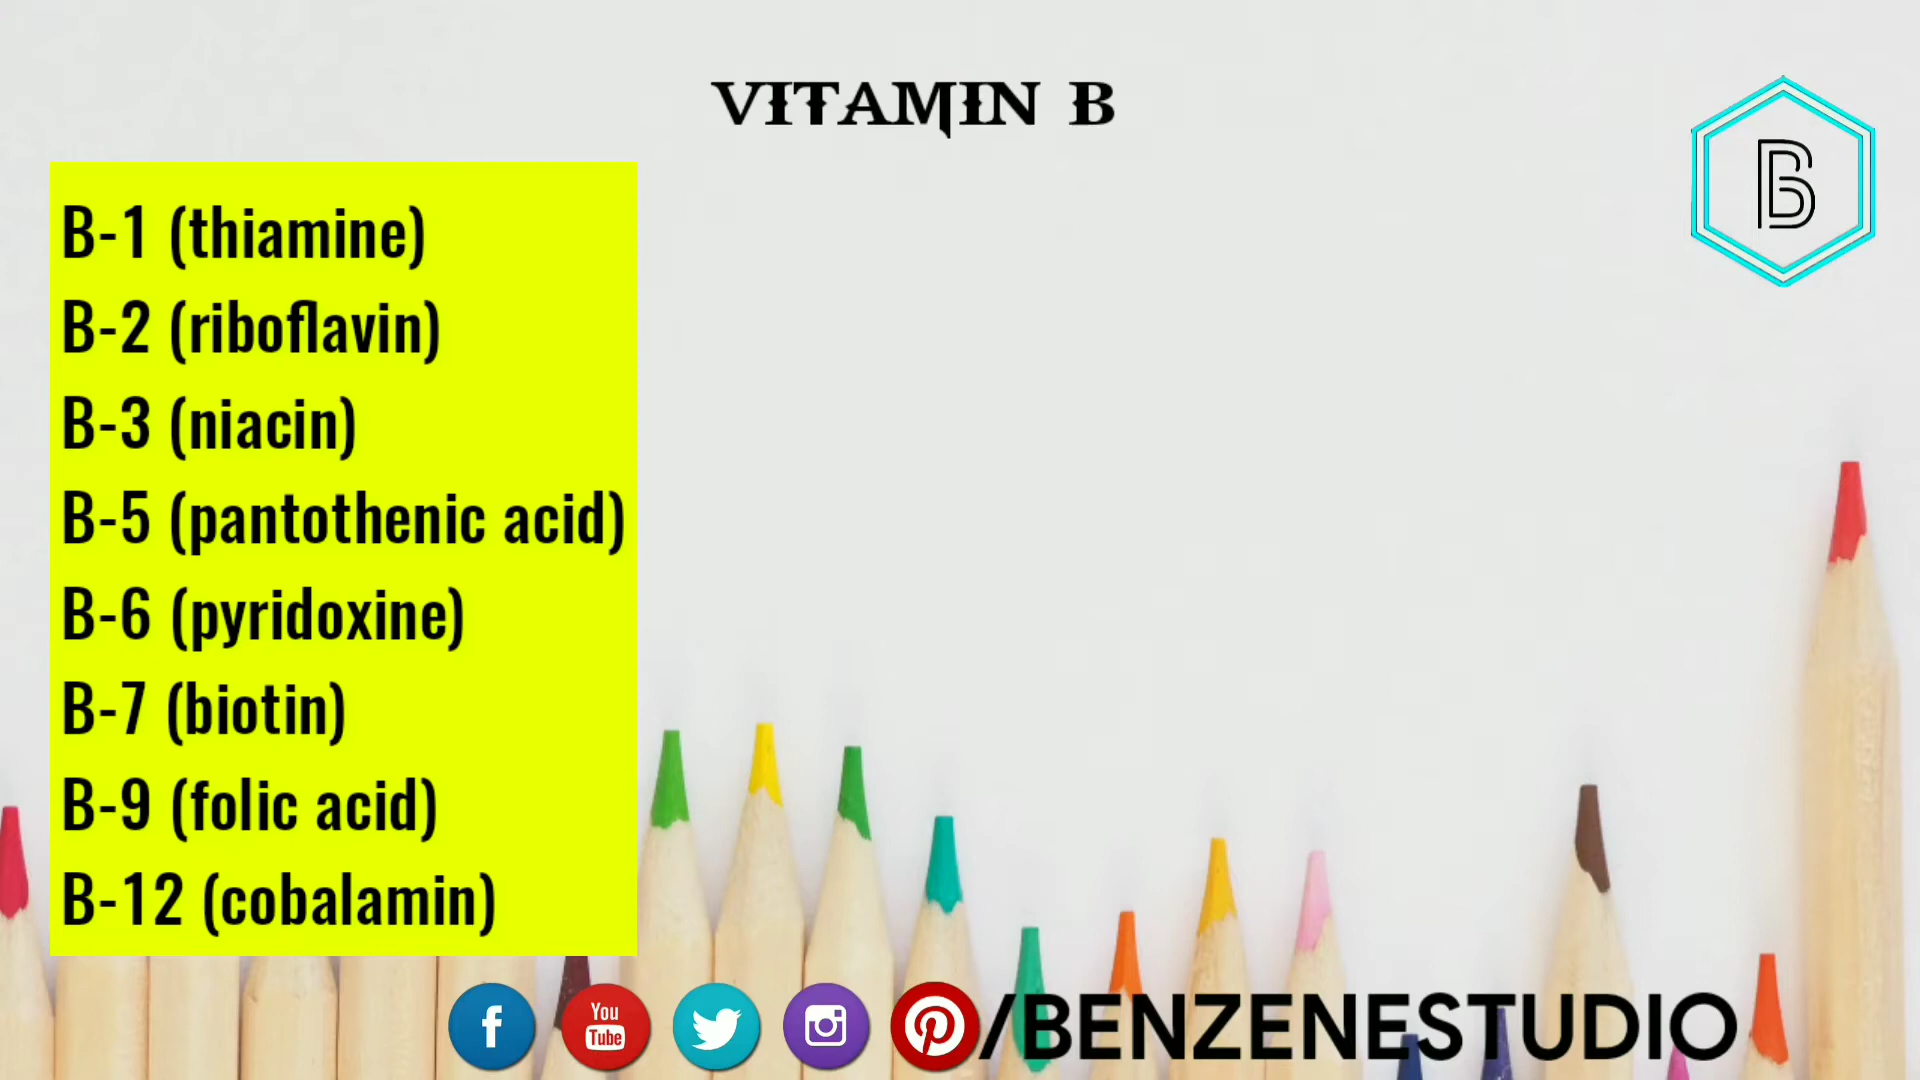 VITAMIN B
B
B-1 (thiamine)
B-2 (riboflavin)
B-3 (niacin)
B-5 (pantothenic acid)
B-6 (pyridoxine)
B-7 (biotin)
B-9 (folic acid)
B-12 (cobalamin)
f You Tube /BENZENESTUDIO